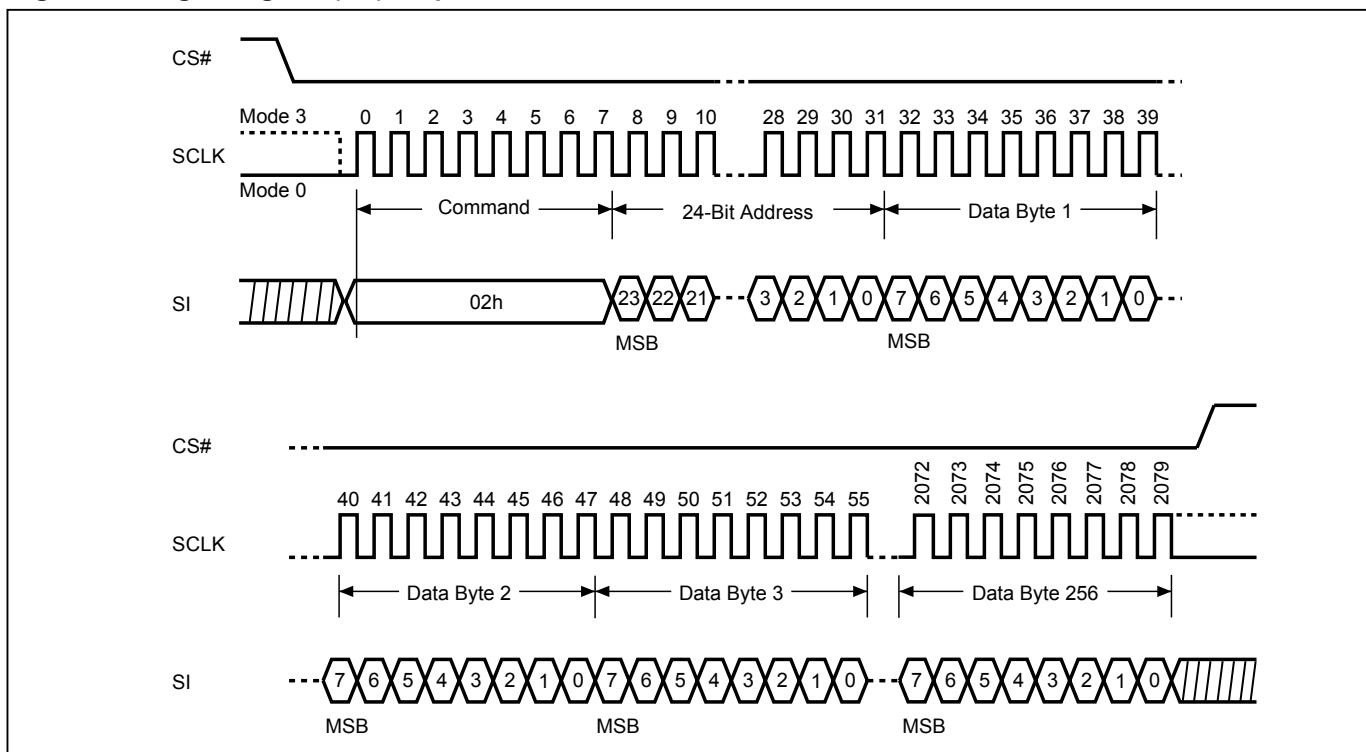 CS#
Mode 3
0 1 2 3 4 5 6 7 8 9 10 28 29 30 31 32 33 34 35 36 37 38 39
SCLK
Mode 0
Command 24-Bit Address Data Byte 1
SI 02h 23 22 21 3 2 1 0 7 6 5 4 3 2 1 0
MSB MSB
CS#
40 41 42 43 44 45 46 47 48 49 50 51 52 53 54 55 2072 2073 2074 2075 2076 2077 2078 2079
SCLK
Data Byte 2 Data Byte 3 Data Byte 256
SI 7 6 5 4 3 2 1 0 7 6 5 4 3 2 1 0 7 6 5 4 3 2 1 0
MSB MSB MSB